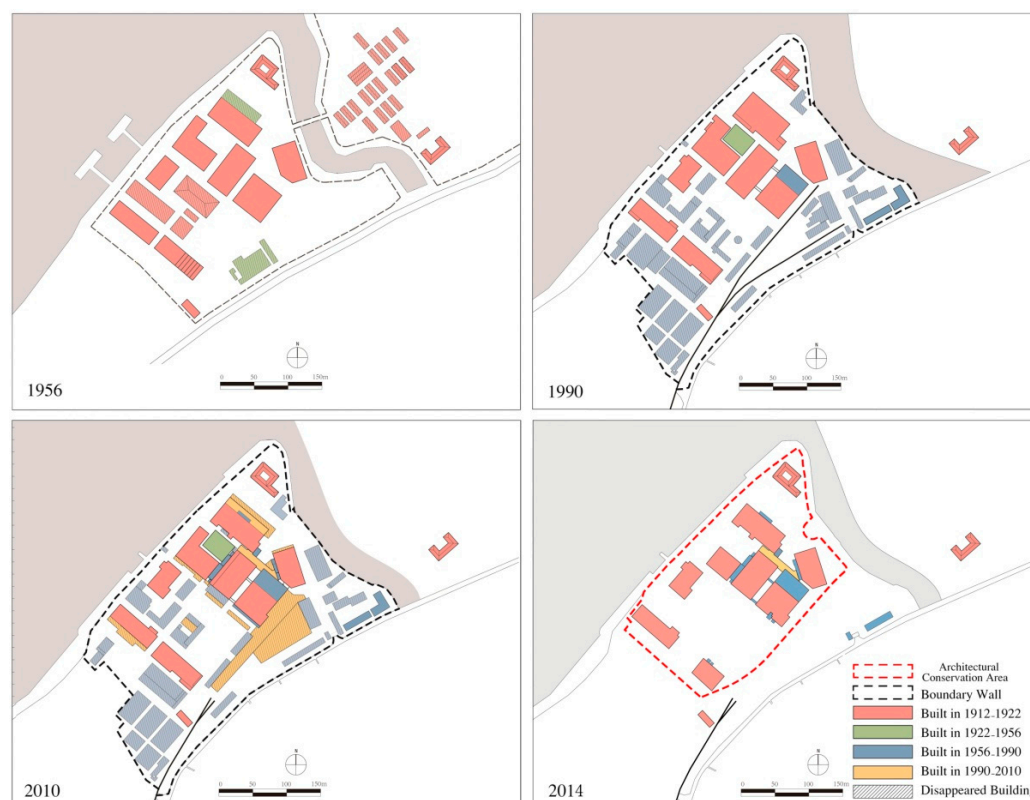 0 50 100 150m
1956
0 50 100 150m
1990
0 50 100 150m
2010
0 50 100 150m
2014
Architectural
Conservation Area
Boundary Wall
Built in 1912-1922
Built in 1922-1956
Built in 1956-1990
Built in 1990-2010
Disappeared Building